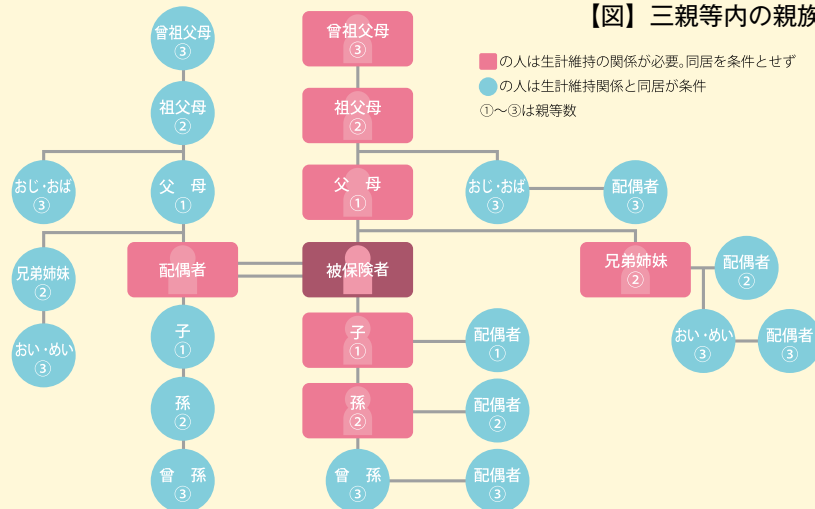 【図】三親等内の親族
の人は生計維持の関係が必要。同居を条件とせず
の人は生計維持関係と同居が条件
①〜③は親等数
曾祖父母
③
曾祖父母
③
祖父母
②
祖父母
②
おじ・おば
③
父　母
①
父　母
①
おじ・おば
③
配偶者
③
兄弟姉妹
②
配偶者
被保険者
兄弟姉妹
②
配偶者
②
おい・めい
③
子
①
子
①
配偶者
①
おい・めい
③
配偶者
③
孫
②
孫
②
配偶者
②
曾　孫
③
曾　孫
③
配偶者
③